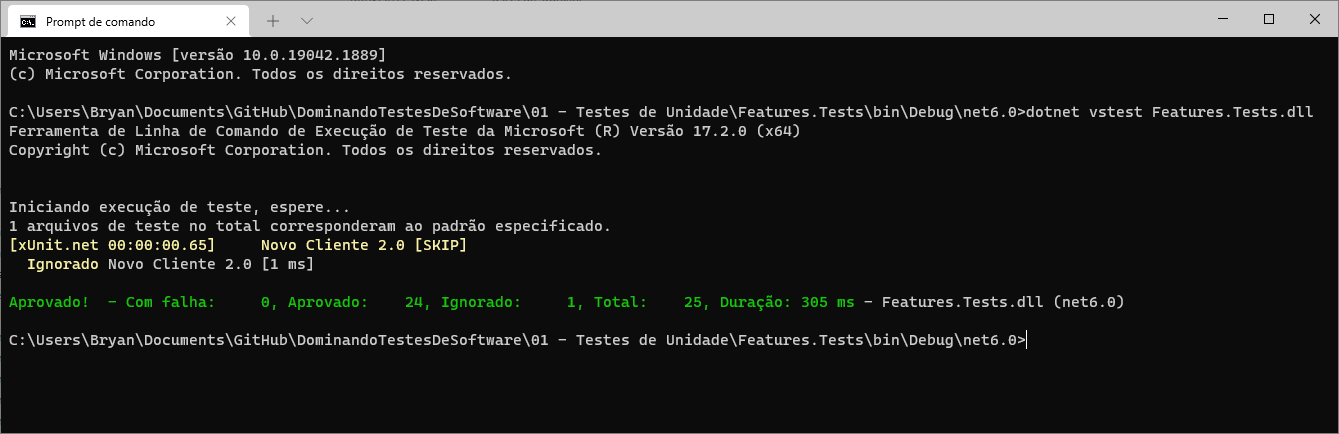 Prompt de comando
Microsoft Windows [versão 10.0.19042.1889]
(c) Microsoft Corporation. Todos os direitos reservados.
C:\Users\Bryan\Documents\GitHub\DominandoTestesDeSoftware\01 - Testes de Unidade\Features.Tests\bin\Debug\net6.0>dotnet vstest Features.Tests.dll
Ferramenta de Linha de Comando de Execução de Teste da Microsoft (R) Versão 17.2.0 (x64)
Copyright (c) Microsoft Corporation. Todos os direitos reservados.
Iniciando execução de teste, espere...
1 arquivos de teste no total corresponderam ao padrão especificado.
[xUnit.net 00:00:00.65]     Novo Cliente 2.0 [SKIP]
  Ignorado Novo Cliente 2.0 [1 ms]
Aprovado!  - Com falha:     0, Aprovado:    24, Ignorado:     1, Total:    25, Duração: 305 ms - Features.Tests.dll (net6.0)
C:\Users\Bryan\Documents\GitHub\DominandoTestesDeSoftware\01 - Testes de Unidade\Features.Tests\bin\Debug\net6.0>